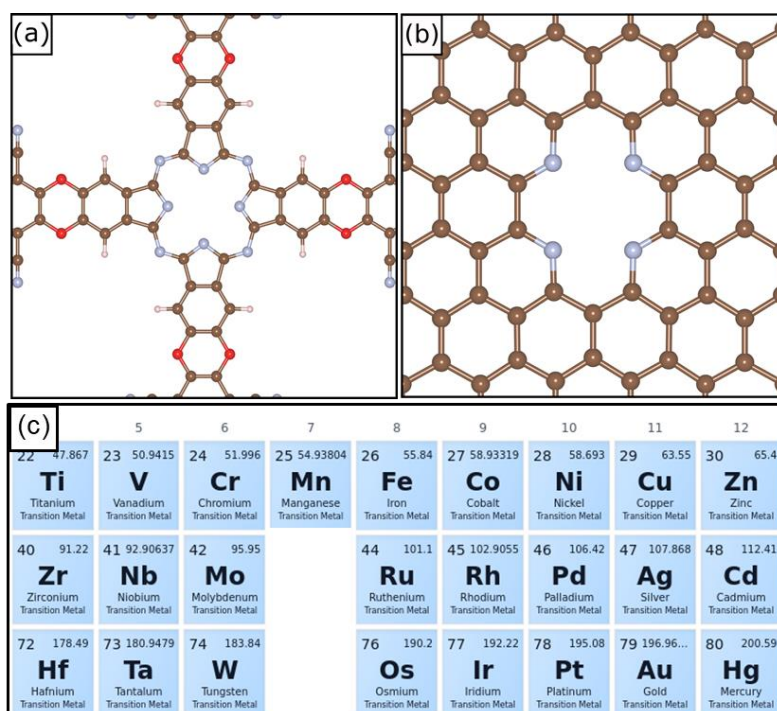 (a)
(b)
(c)
5 6 7 8 9 10 11 12
22 47.867 23 50.9415 24 51.996 25 54.93804 26 55.84 27 58.93319 28 58.693 29 63.55 30 65.4
Ti V Cr Mn Fe Co Ni Cu Zn
Titanium Vanadium Chromium Manganese Iron Cobalt Nickel Copper Zinc
Transition Metal Transition Metal Transition Metal Transition Metal Transition Metal Transition Metal Transition Metal Transition Metal Transition Metal
40 91.22 41 92.90637 42 95.95 44 101.1 45 102.9055 46 106.42 47 107.868 48 112.41
Zr Nb Mo Ru Rh Pd Ag Cd
Zirconium Niobium Molybdenum Ruthenium Rhodium Palladium Silver Cadmium
Transition Metal Transition Metal Transition Metal Transition Metal Transition Metal Transition Metal Transition Metal Transition Metal
72 178.49 73 180.9479 74 183.84 76 190.2 77 192.22 78 195.08 79 196.96... 80 200.59
Hf Ta W Os Ir Pt Au Hg
Hafnium Tantalum Tungsten Osmium Iridium Platinum Gold Mercury
Transition Metal Transition Metal Transition Metal Transition Metal Transition Metal Transition Metal Transition Metal Transition Metal